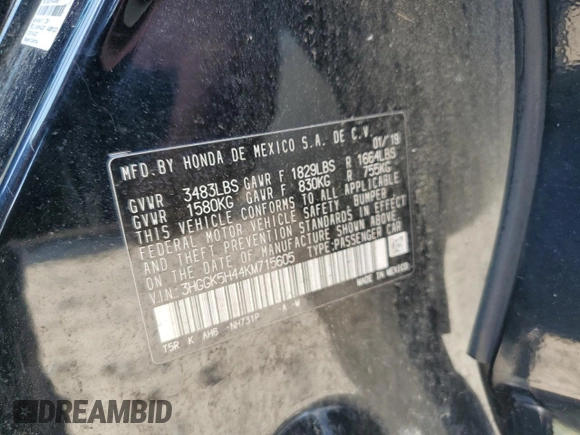 MFD. BY HONDA DE MEXICO S.A. DE C.V. 01/19
GVWR 3483LBS GAWR F 1829LBS R 1664LBS
GVWR 1580KG GAWR F 830KG R 755KG
THIS VEHICLE CONFORMS TO ALL APPLICABLE
FEDERAL MOTOR VEHICLE SAFETY, BUMPER,
AND THEFT PREVENTION STANDARDS IN EFFECT
ON THE DATE OF MANUFACTURE SHOWN ABOVE.
V.I.N.: 3HGGK5H44KM715605 TYPE:PASSENGER CAR
T5R K AHB -NH731P -A -W
MADE IN MEXICO
DREAMBID